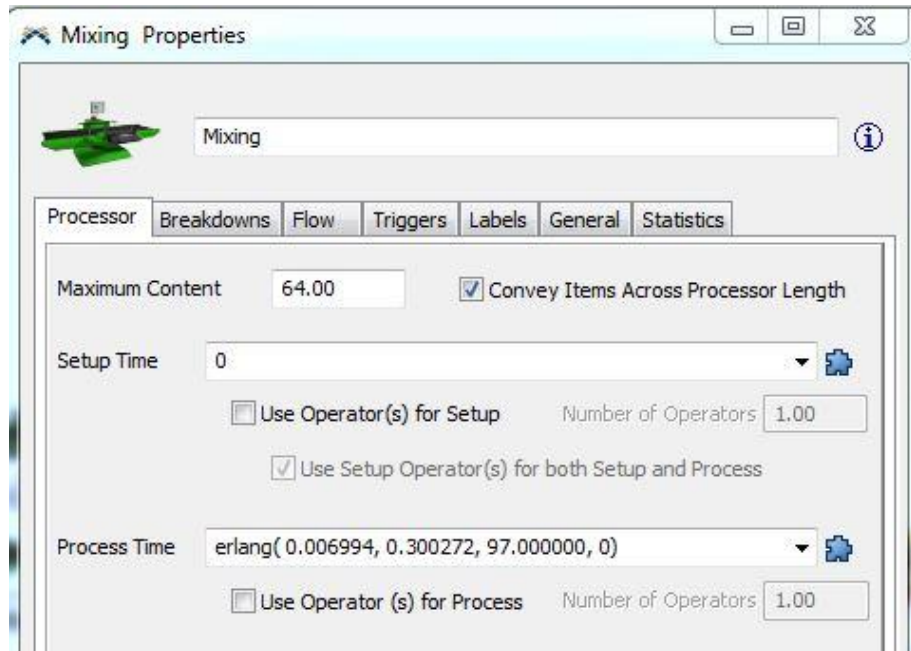 Mixing Properties
Mixing
Processor Breakdowns Flow Triggers Labels General Statistics
Maximum Content 64.00 Convey Items Across Processor Length
Setup Time 0
Use Operator(s) for Setup Number of Operators 1.00
Use Setup Operator(s) for both Setup and Process
Process Time erlang( 0.006994, 0.300272, 97.000000, 0)
Use Operator (s) for Process Number of Operators 1.00